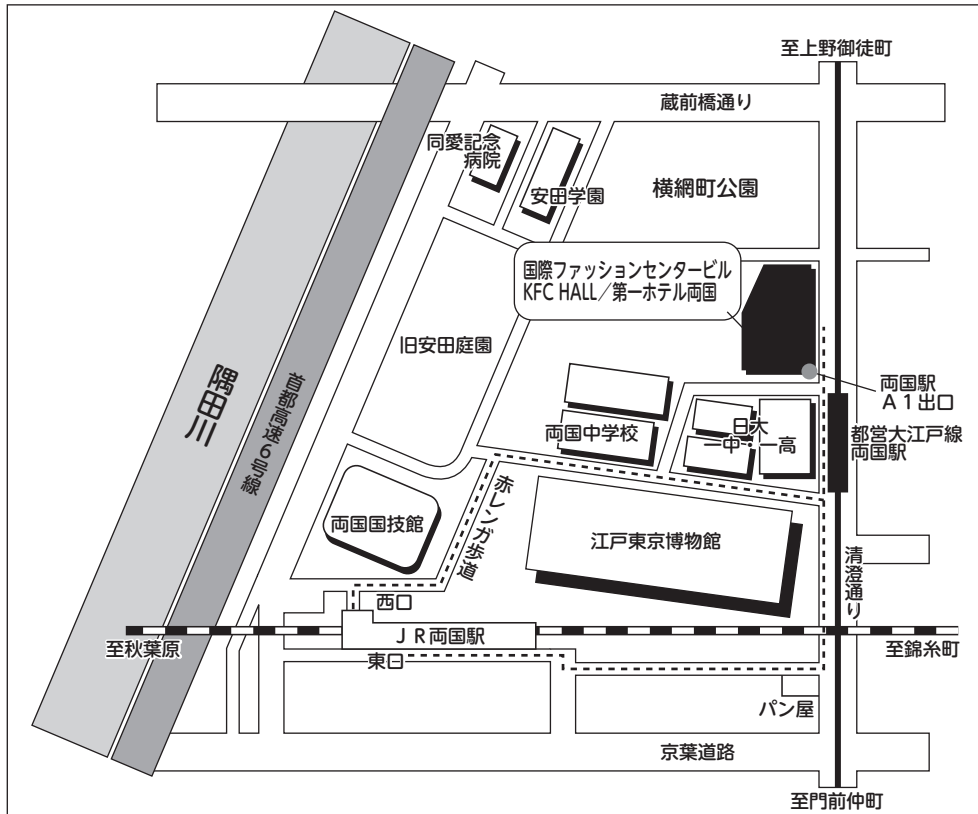 至上野御徒町
蔵前橋通り
同愛記念
病院
安田学園
横網町公園
国際ファッションセンタービル
KFC HALL／第一ホテル両国
旧安田庭園
隅田川
首都高速6号線
両国駅
A1出口
両国中学校
日大
一中・一高
都営大江戸線
両国駅
両国国技館
赤レンガ歩道
江戸東京博物館
清澄通り
西口
JR両国駅
至秋葉原
東口
至錦糸町
パン屋
京葉道路
至門前仲町